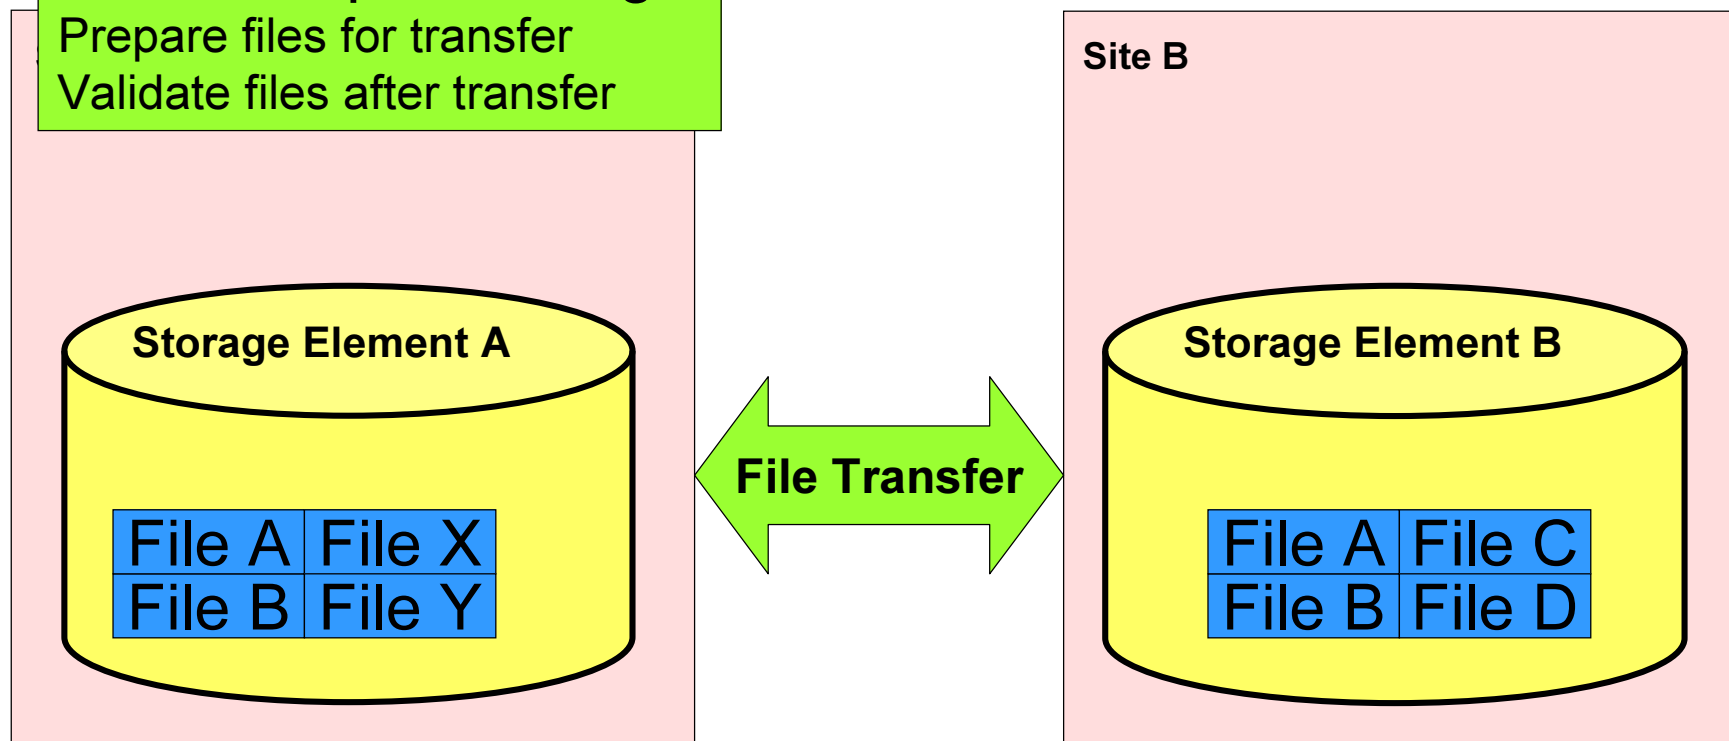 Prepare files for transfer
Validate files after transfer
Site B
Storage Element A
Storage Element B
File Transfer
File A File X
File B File Y
File A File C
File B File D